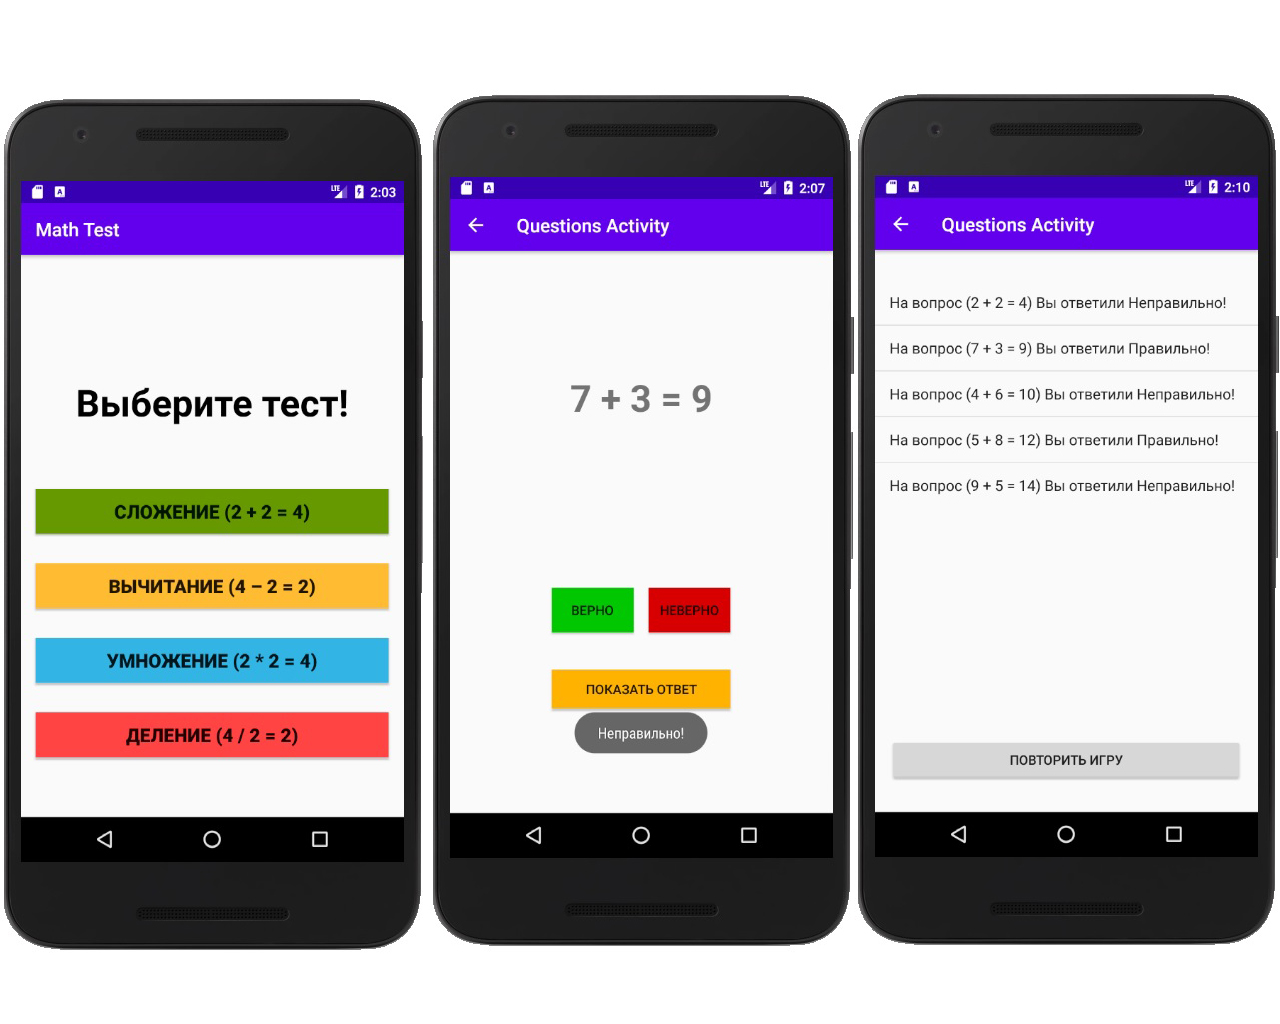 LTE 2:03
Math Test
Выберите тест!
СЛОЖЕНИЕ (2 + 2 = 4)
ВЫЧИТАНИЕ (4 – 2 = 2)
УМНОЖЕНИЕ (2 * 2 = 4)
ДЕЛЕНИЕ (4 / 2 = 2)
A
LTE 2:07
Questions Activity
7 + 3 = 9
ВЕРНО НЕВЕРНО
ПОКАЗАТЬ ОТВЕТ
Неправильно!
A
LTE 2:10
Questions Activity
На вопрос (2 + 2 = 4) Вы ответили Неправильно!
На вопрос (7 + 3 = 9) Вы ответили Правильно!
На вопрос (4 + 6 = 10) Вы ответили Неправильно!
На вопрос (5 + 8 = 12) Вы ответили Правильно!
На вопрос (9 + 5 = 14) Вы ответили Неправильно!
ПОВТОРИТЬ ИГРУ